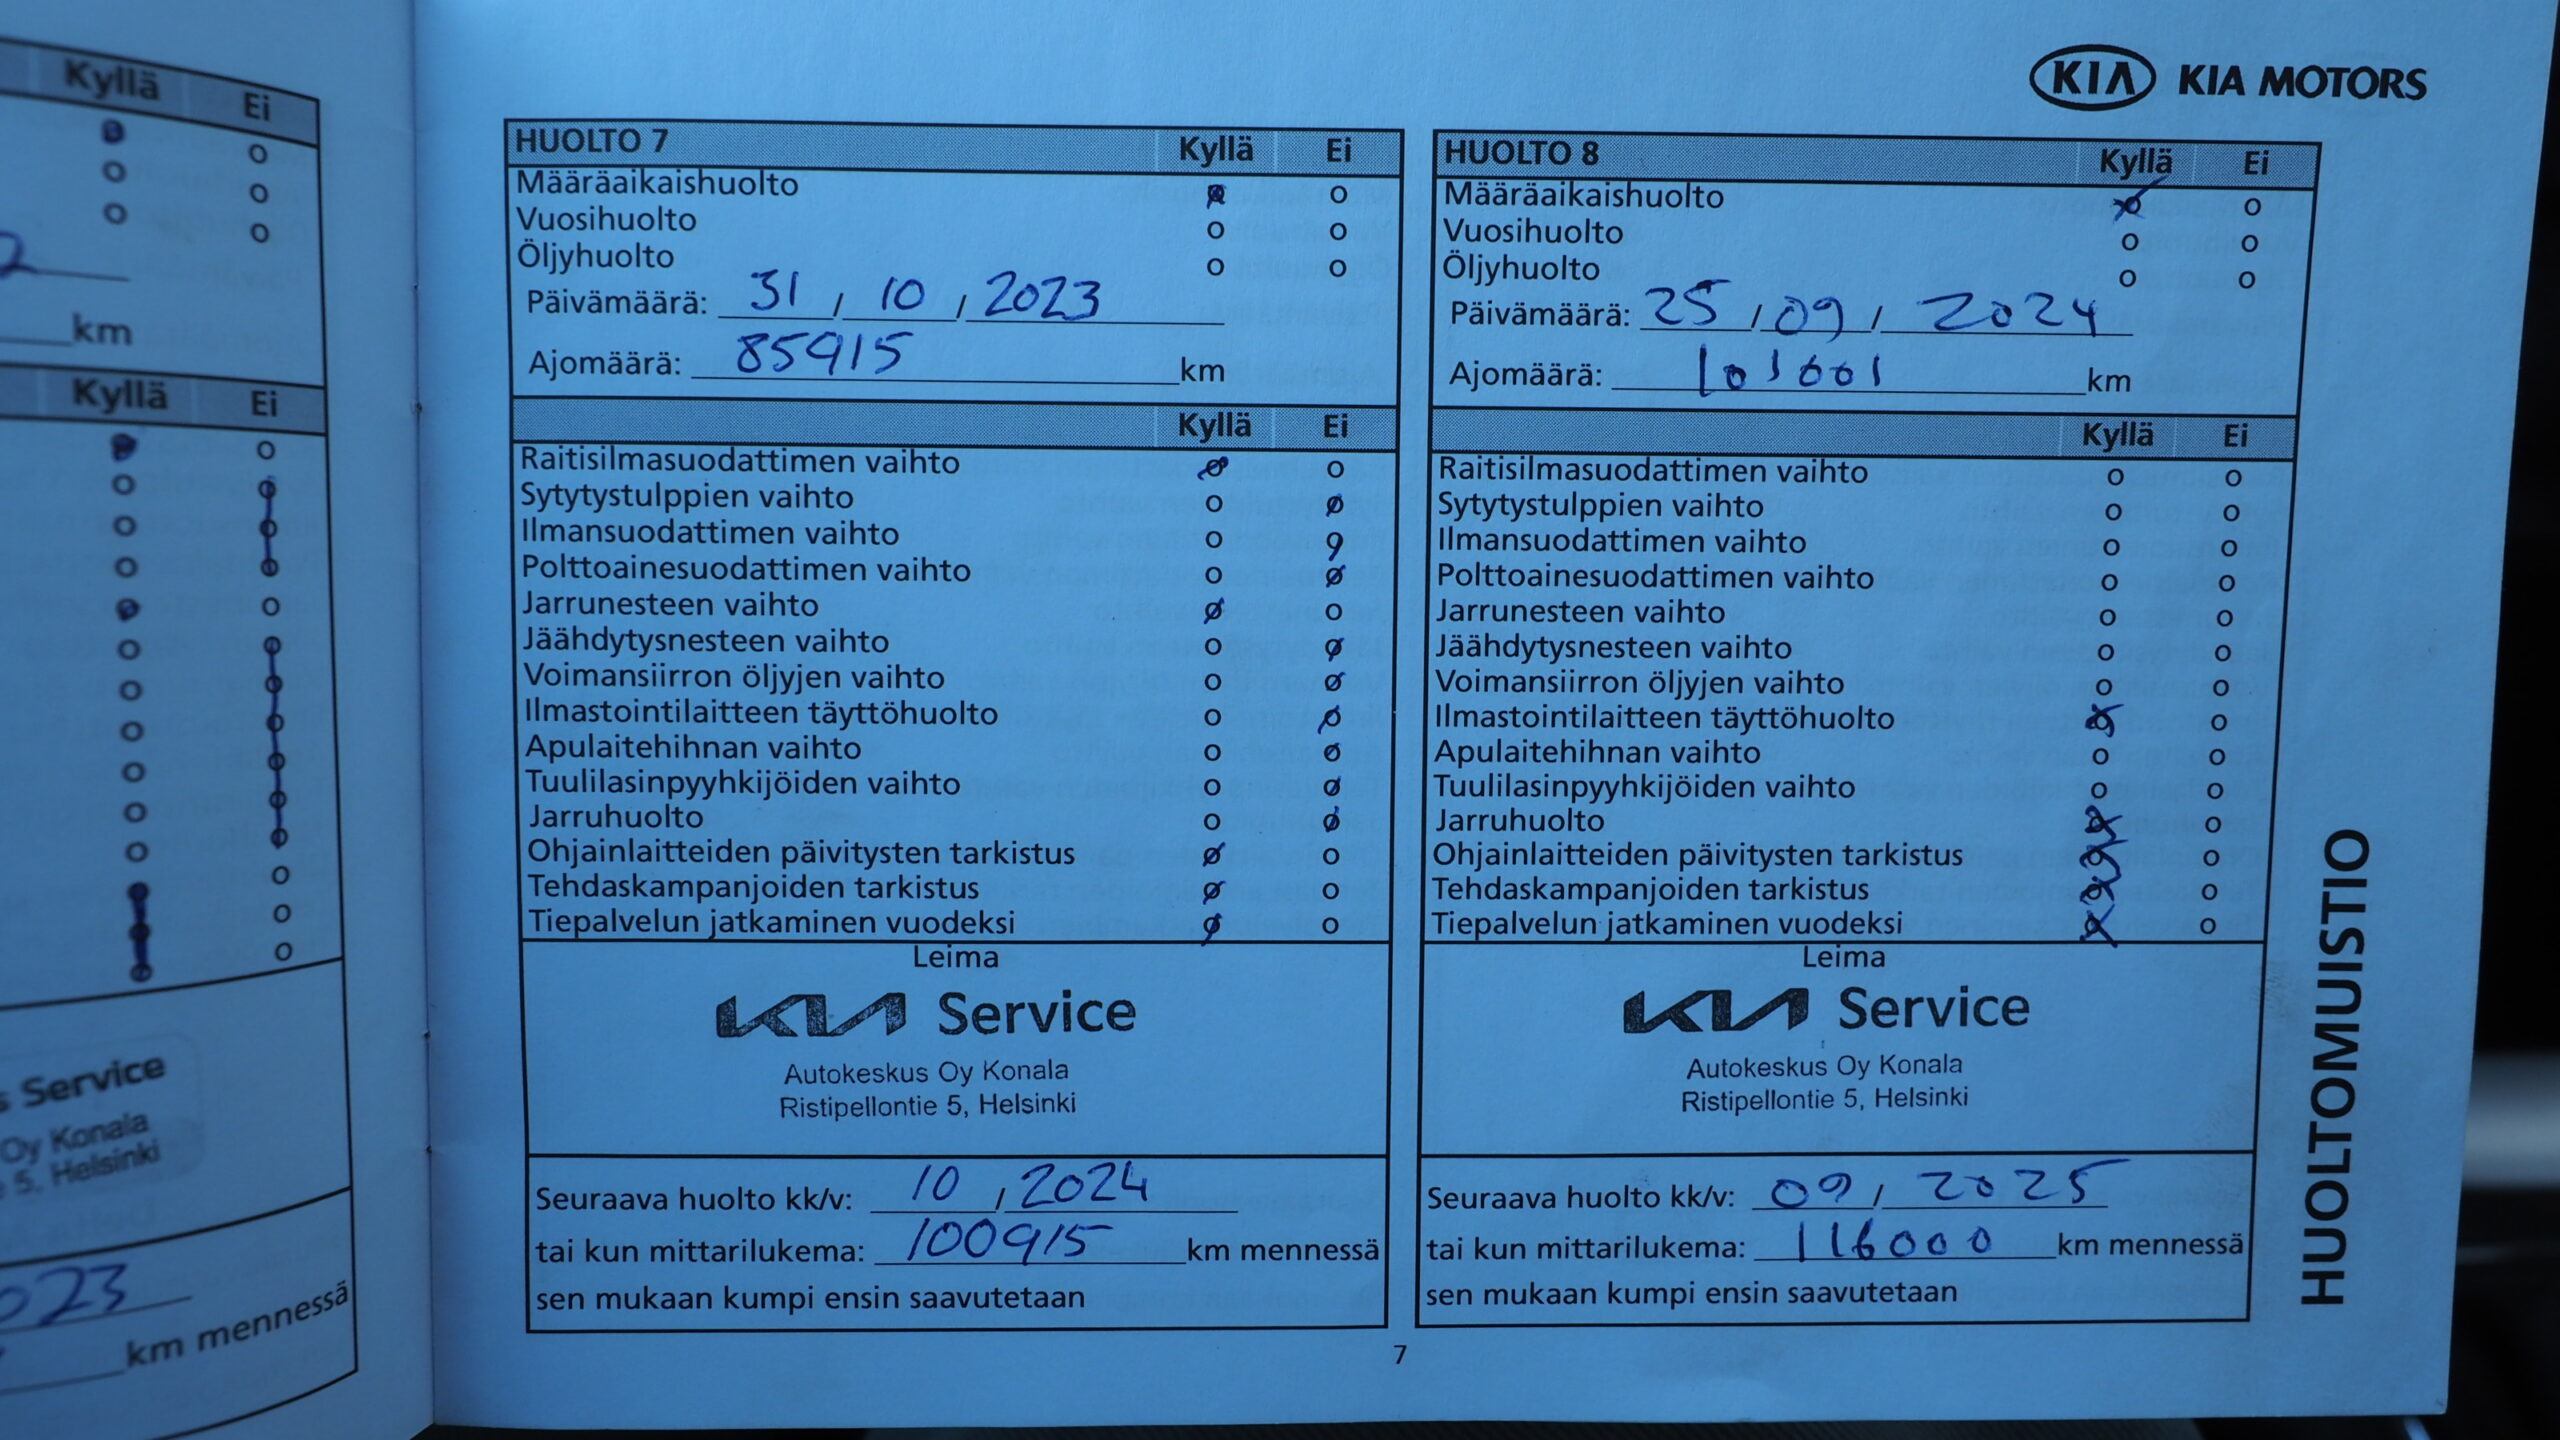 Kyllä Ei
km
Kyllä Ei
Service
Oy Konala
5, Helsinki
023
km mennessä
KIA KIA MOTORS
HUOLTO 7 Kyllä Ei
Määräaikaishuolto o
Vuosihuolto o o
Öljyhuolto o o
Päivämäärä: 31 / 10 / 2023
Ajomäärä: 85915 km
Kyllä Ei
Raitisilmasuodattimen vaihto
Sytytystulppien vaihto
Ilmansuodattimen vaihto
Polttoainesuodattimen vaihto
Jarrunesteen vaihto
Jäähdytysnesteen vaihto
Voimansiirron öljyjen vaihto
Ilmastointilaitteen täyttöhuolto
Apulaitehihnan vaihto
Tuulilasinpyyhkijöiden vaihto
Jarruhuolto
Ohjainlaitteiden päivitysten tarkistus
Tehdaskampanjoiden tarkistus
Tiepalvelun jatkaminen vuodeksi
Leima
KIA Service
Autokeskus Oy Konala
Ristipellontie 5, Helsinki
Seuraava huolto kk/v: 10 / 2024
tai kun mittarilukema: 100915 km mennessä
sen mukaan kumpi ensin saavutetaan
HUOLTO 8 Kyllä Ei
Määräaikaishuolto
Vuosihuolto
Öljyhuolto
Päivämäärä: 25 / 09 / 2024
Ajomäärä: 101001 km
Kyllä Ei
Raitisilmasuodattimen vaihto
Sytytystulppien vaihto
Ilmansuodattimen vaihto
Polttoainesuodattimen vaihto
Jarrunesteen vaihto
Jäähdytysnesteen vaihto
Voimansiirron öljyjen vaihto
Ilmastointilaitteen täyttöhuolto
Apulaitehihnan vaihto
Tuulilasinpyyhkijöiden vaihto
Jarruhuolto
Ohjainlaitteiden päivitysten tarkistus
Tehdaskampanjoiden tarkistus
Tiepalvelun jatkaminen vuodeksi
Leima
KIA Service
Autokeskus Oy Konala
Ristipellontie 5, Helsinki
Seuraava huolto kk/v: 09 / 2025
tai kun mittarilukema: 116000 km mennessä
sen mukaan kumpi ensin saavutetaan
HUOLTOMUISTIO
7